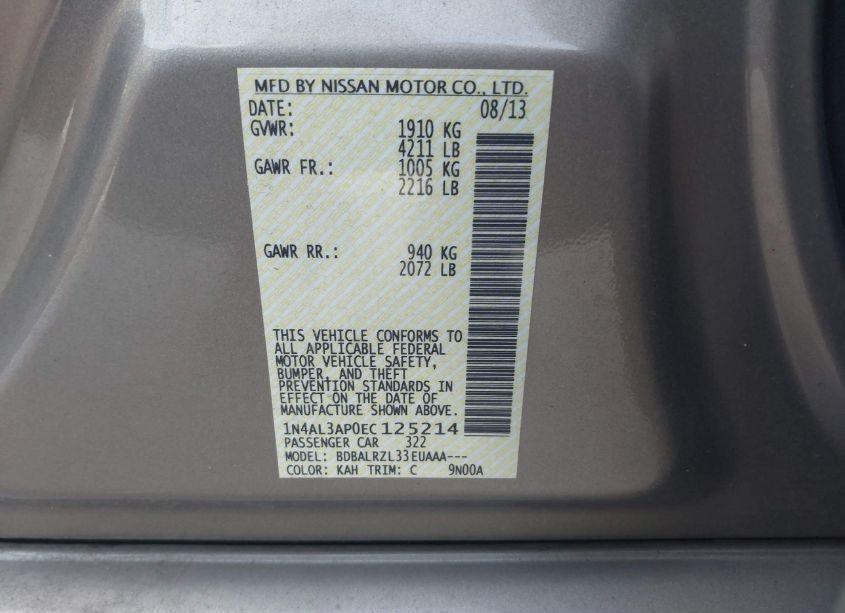 MFD BY NISSAN MOTOR CO., LTD.
DATE: 08/13
GVWR: 1910 KG
4211 LB
GAWR FR.: 1005 KG
2216 LB
GAWR RR.: 940 KG
2072 LB
THIS VEHICLE CONFORMS TO
ALL APPLICABLE FEDERAL
MOTOR VEHICLE SAFETY,
BUMPER, AND THEFT
PREVENTION STANDARDS IN
EFFECT ON THE DATE OF
MANUFACTURE SHOWN ABOVE.
1N4AL3AP0EC125214
PASSENGER CAR 322
MODEL: BDBALRZL33EUAAA---
COLOR: KAH TRIM: C 9N00A